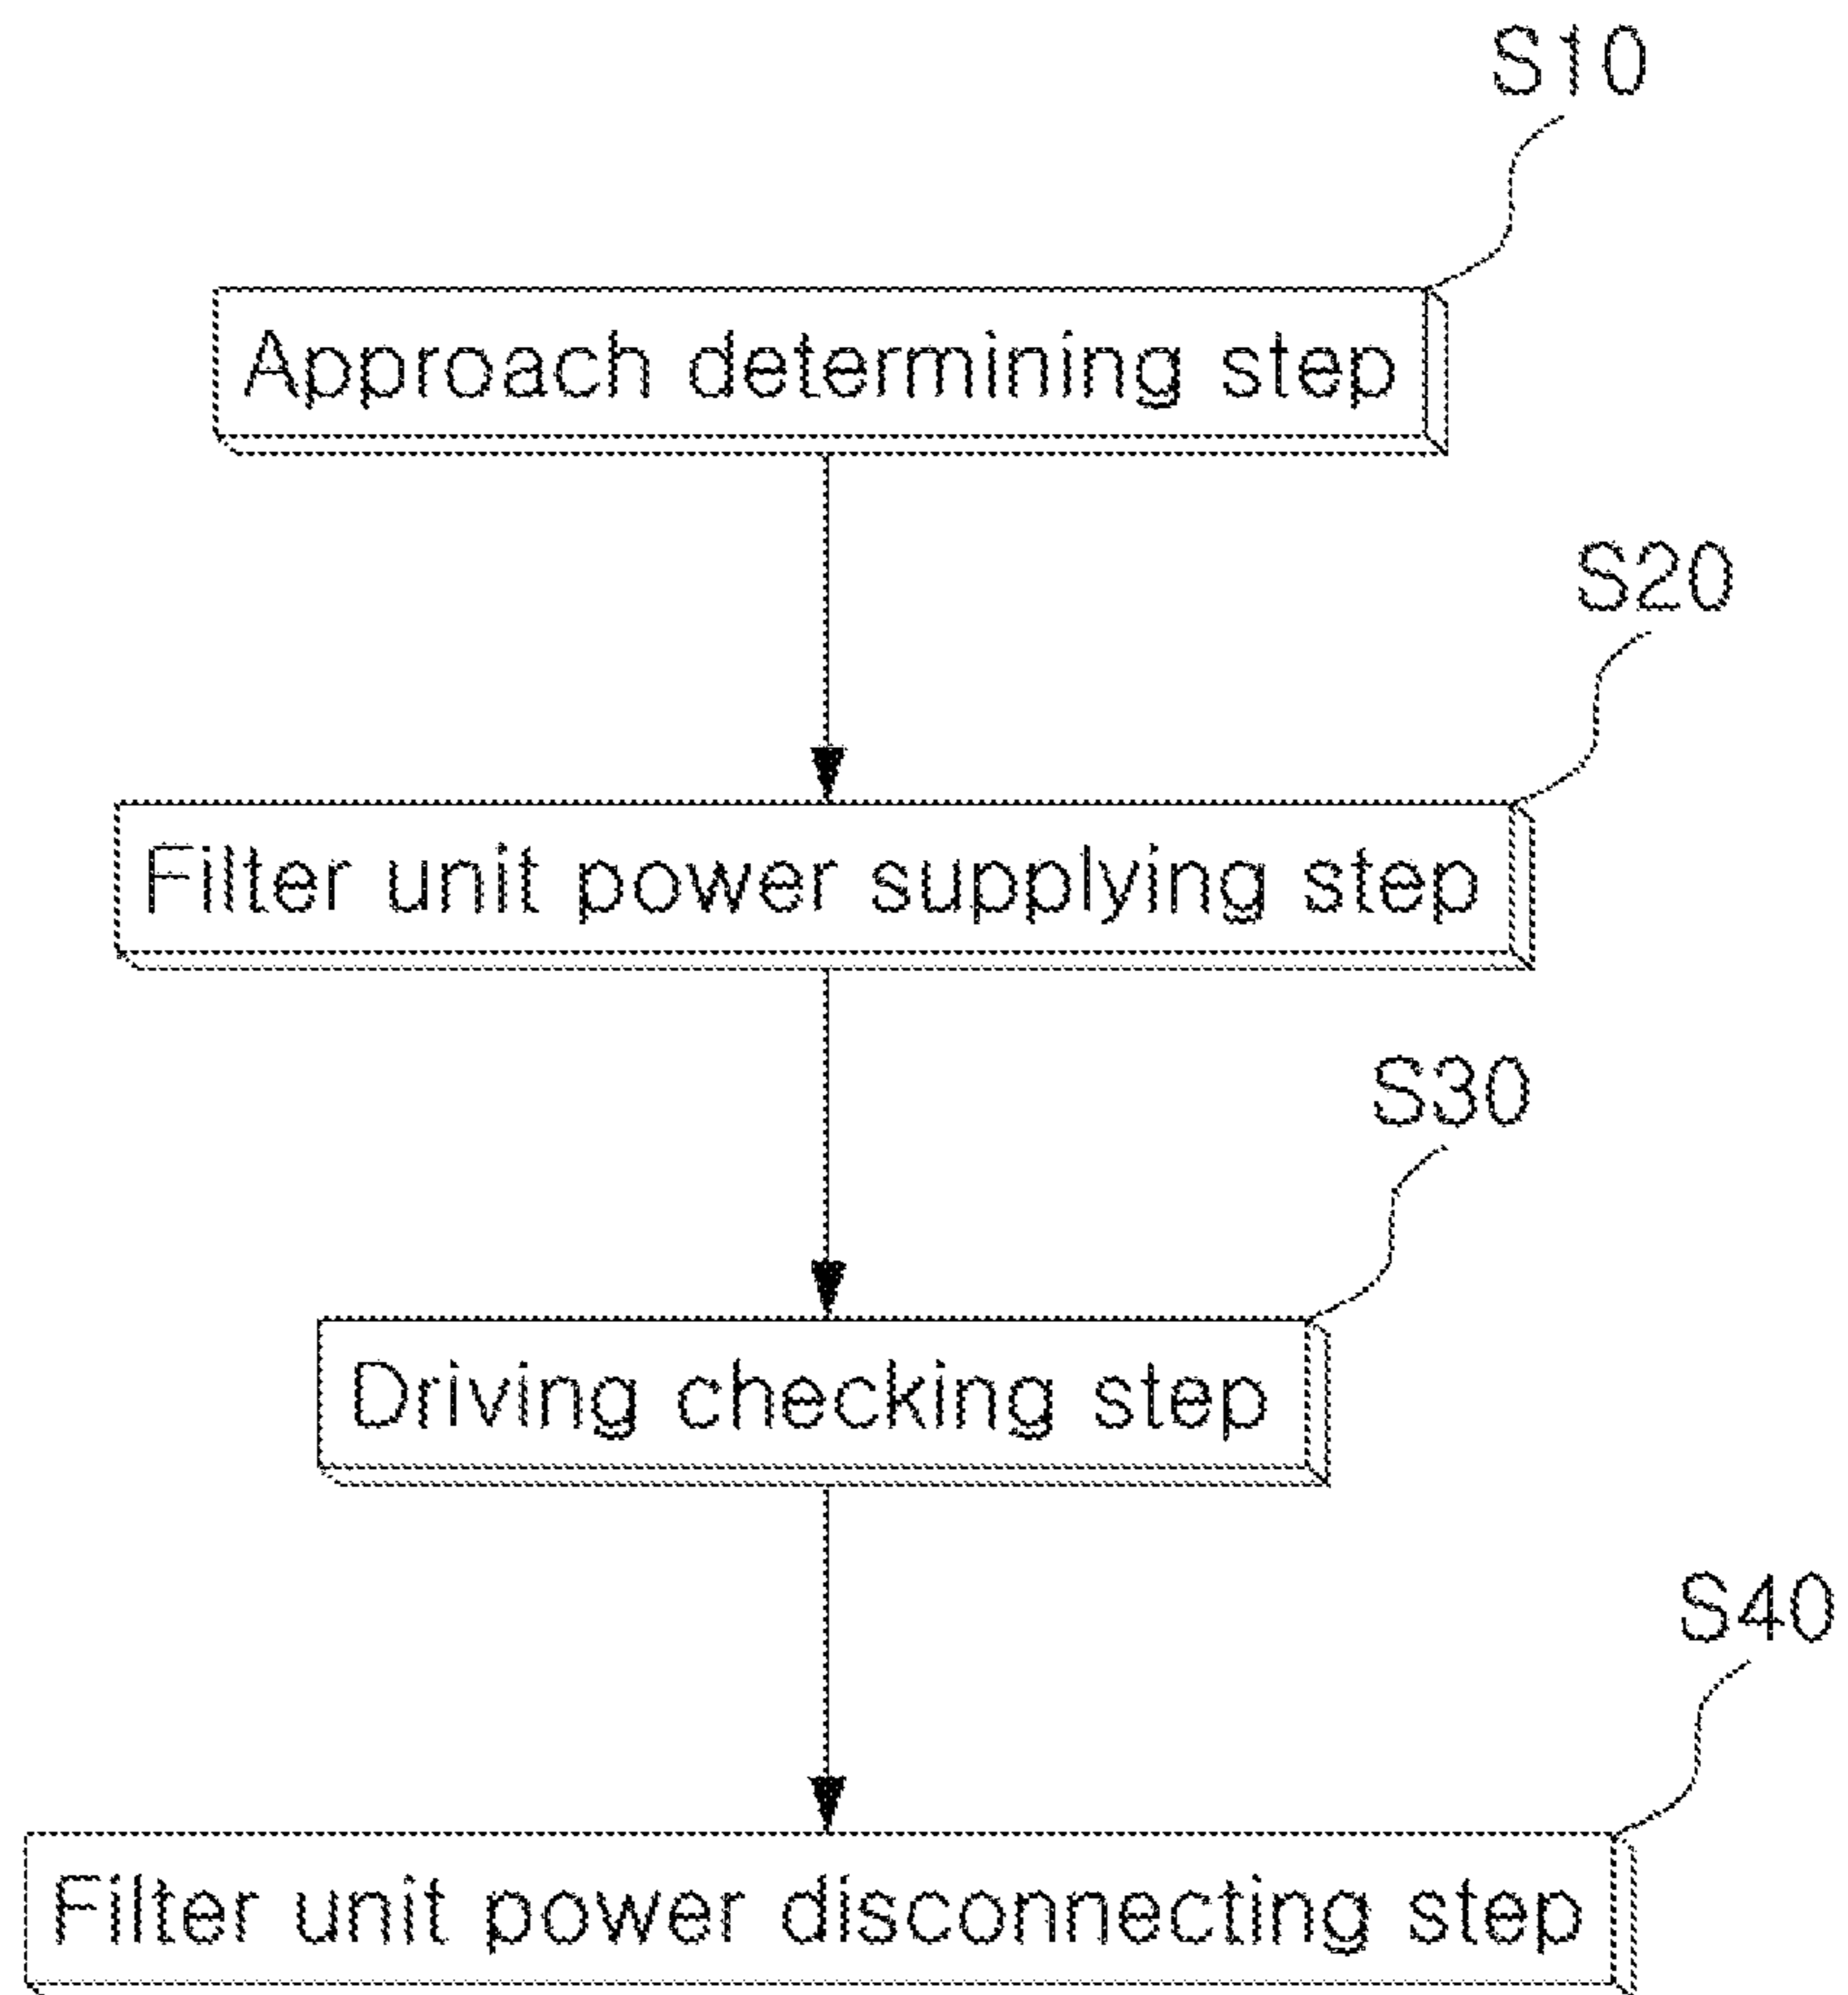 S10
Approach determining step
S20
Filter unit power supplying step
S30
Driving checking step
S40
Filter unit power disconnecting step